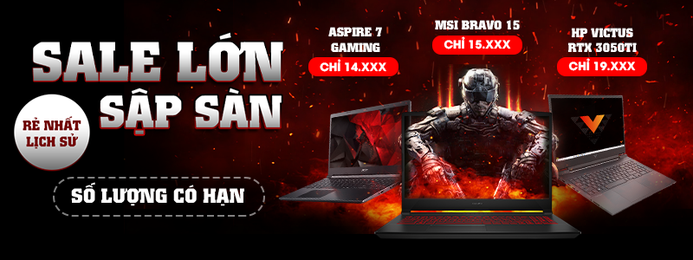 SALE LỚN
SẬP SÀN
RẺ NHẤT
LỊCH SỬ
SỐ LƯỢNG CÓ HẠN
ASPIRE 7
GAMING
CHỈ 14.XXX
MSI BRAVO 15
CHỈ 15.XXX
HP VICTUS
RTX 3050TI
CHỈ 19.XXX